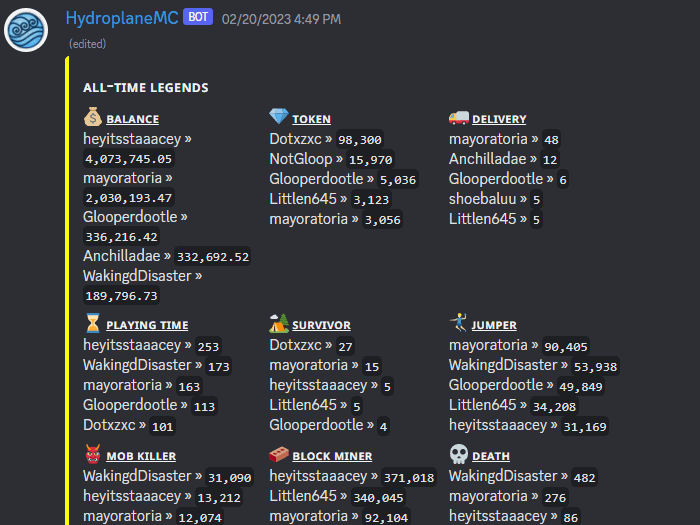 HydroplaneMC BOT 02/20/2023 4:49 PM
(edited)
ALL-TIME LEGENDS
BALANCE
heyitsstaaacey »
4,073,745.05
mayoratoria »
2,030,193.47
Glooperdootle »
336,216.42
Anchilladae » 332,692.52
WakingdDisaster »
189,796.73
TOKEN
Dotxzxc » 98,300
NotGloop » 15,970
Glooperdootle » 5,036
Littlen645 » 3,123
mayoratoria » 3,056
DELIVERY
mayoratoria » 48
Anchilladae » 12
Glooperdootle » 6
shoebaluu » 5
Littlen645 » 5
PLAYING TIME
heyitsstaaacey » 253
WakingdDisaster » 173
mayoratoria » 163
Glooperdootle » 113
Dotxzxc » 101
SURVIVOR
Dotxzxc » 27
mayoratoria » 15
heyitsstaaacey » 5
Littlen645 » 5
Glooperdootle » 4
JUMPER
mayoratoria » 90,405
WakingdDisaster » 53,938
Glooperdootle » 49,849
Littlen645 » 34,208
heyitsstaaacey » 31,169
MOB KILLER
WakingdDisaster » 31,090
heyitsstaaacey » 13,212
mayoratoria » 12,074
BLOCK MINER
heyitsstaaacey » 371,018
Littlen645 » 340,045
mayoratoria » 92,104
DEATH
WakingdDisaster » 482
mayoratoria » 276
heyitsstaaacey » 86